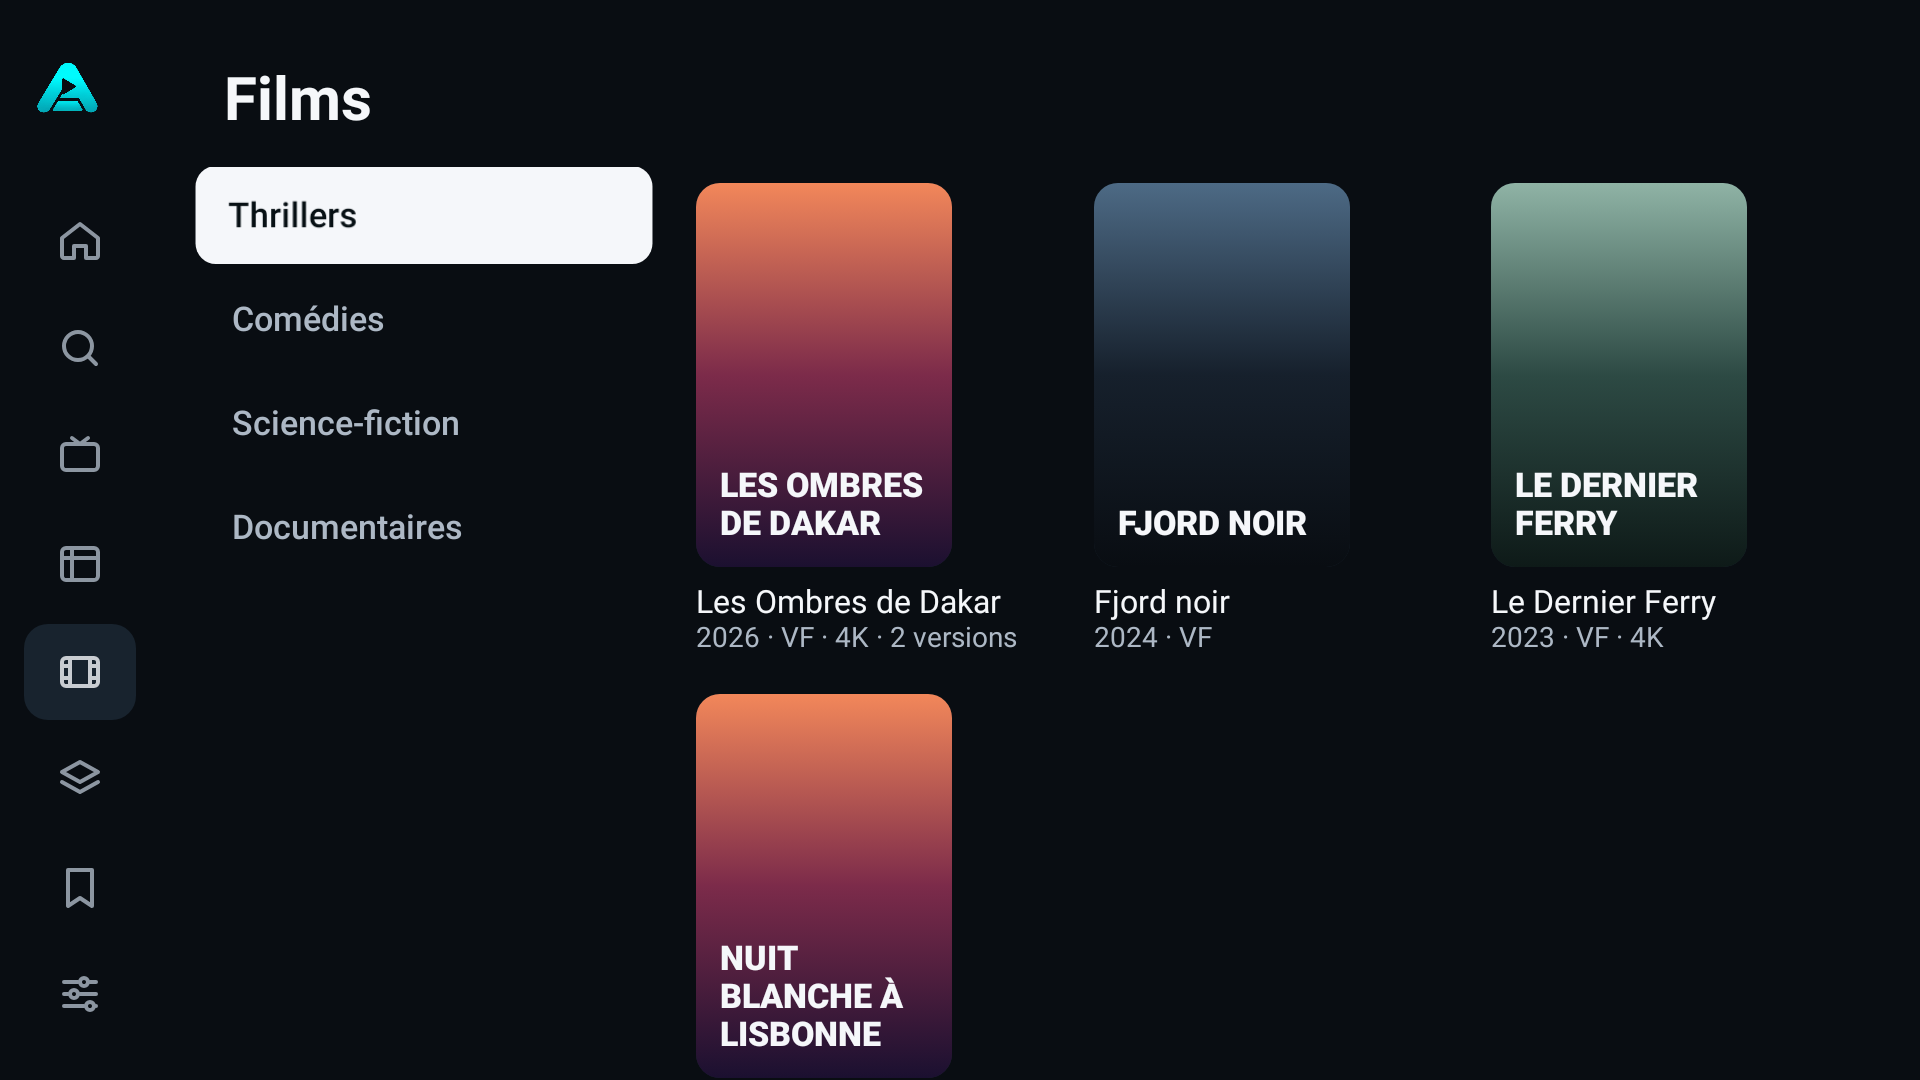 Films
Thrillers
Comédies
Science-fiction
Documentaires
LES OMBRES
DE DAKAR
Les Ombres de Dakar
2026 · VF · 4K · 2 versions
FJORD NOIR
Fjord noir
2024 · VF
LE DERNIER
FERRY
Le Dernier Ferry
2023 · VF · 4K
NUIT
BLANCHE À
LISBONNE